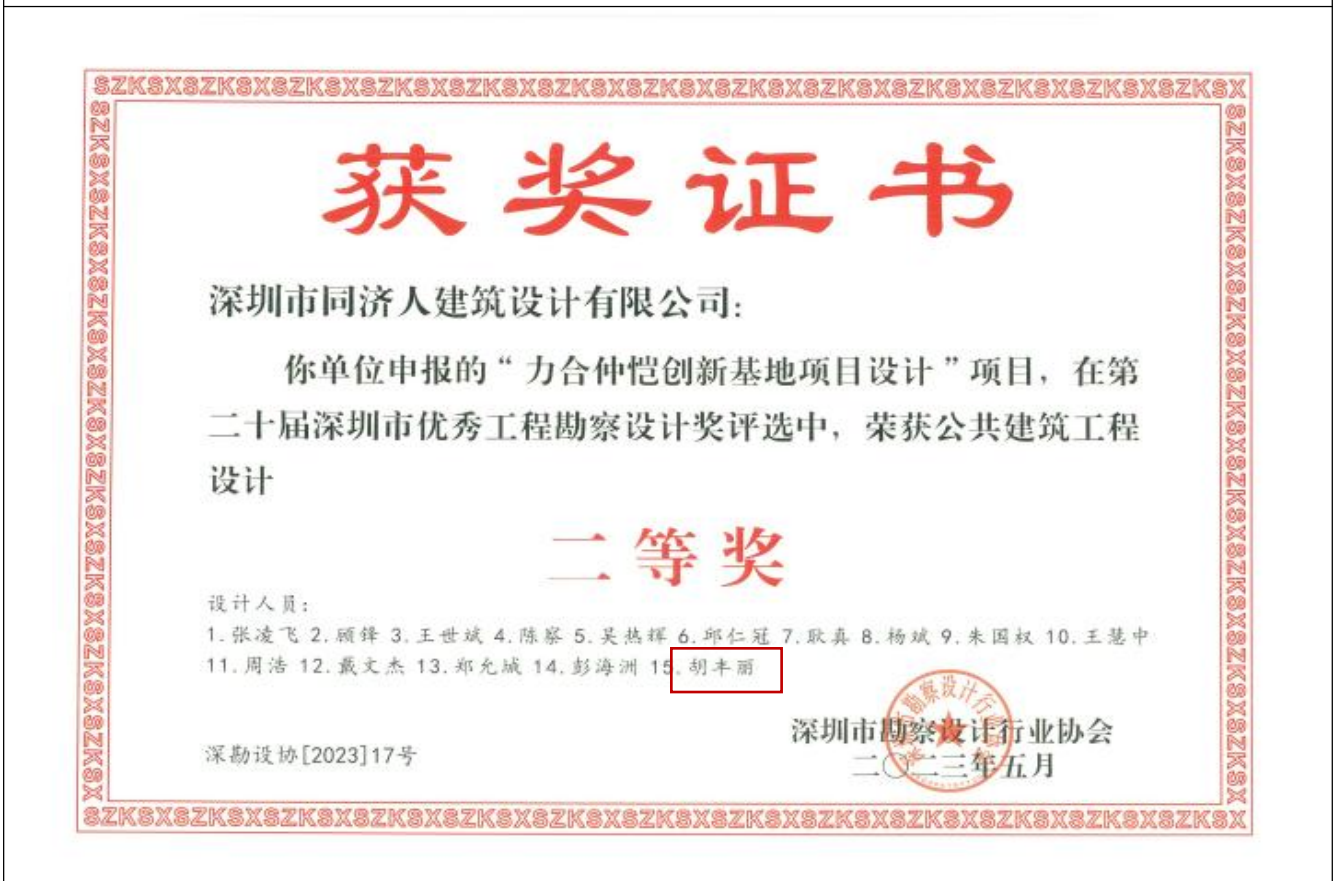 SZKSXSZKSXSZKSXSZKSXSZKSXSZKSXSZKSXSZKSXSZKSXSZKSX
获奖证书
深圳市同济人建筑设计有限公司:
你单位申报的“力合仲恺创新基地项目设计”项目，在第
二十届深圳市优秀工程勘察设计奖评选中，荣获公共建筑工程
设计
二等奖
设计人员:
1.张凌飞 2.顾锋 3.王世斌 4.陈察 5.吴热辉 6.邱仁冠 7.耿真 8.杨斌 9.朱国权 10.王慧中
11.周浩 12.戴文杰 13.郑允城 14.彭海洲 15.胡丰丽
深圳市勘察设计行业协会
深勘设协[2023]17号
二〇二三年五月